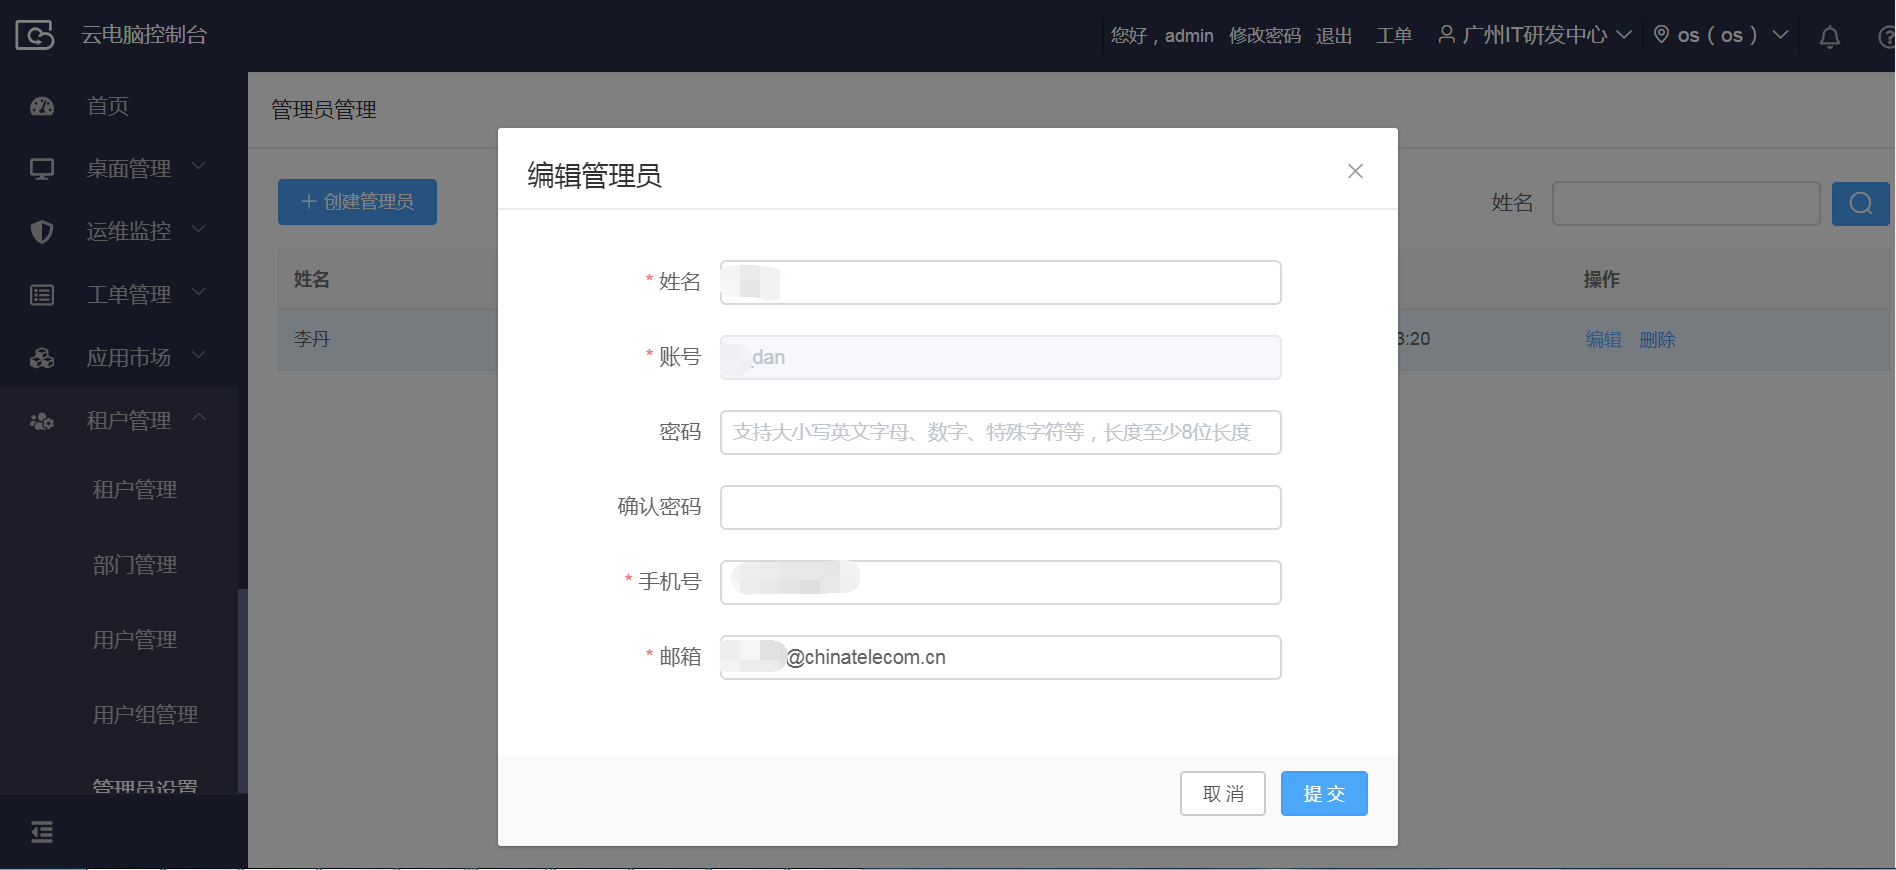 云电脑控制台
您好，admin 修改密码 退出 工单 广州IT研发中心 os（os）
首页
桌面管理
运维监控
工单管理
应用市场
租户管理
租户管理
部门管理
用户管理
用户组管理
管理员设置
管理员管理
+ 创建管理员
姓名
姓名 操作
李丹 3:20 编辑 删除
编辑管理员
* 姓名
* 账号 _dan
密码 支持大小写英文字母、数字、特殊字符等，长度至少8位长度
确认密码
* 手机号
* 邮箱 @chinatelecom.cn
取消 提交